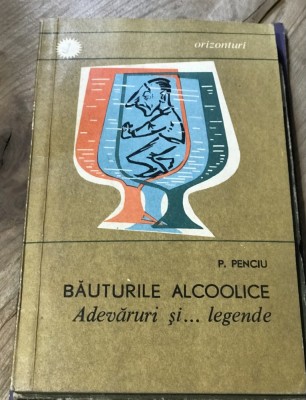 orizonturi
P. PENCIU
BĂUTURILE ALCOOLICE
Adevăruri și... legende